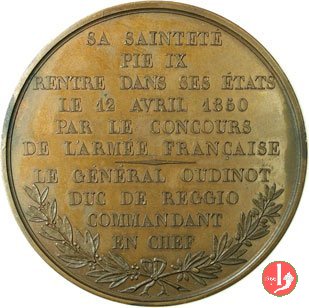 SA SAINTETÉ
PIE IX
RENTRE DANS SES ÉTATS
LE 12 AVRIL 1850
PAR LE CONCOURS
DE L'ARMÉE FRANÇAISE
LE GÉNÉRAL OUDINOT
DUC DE REGGIO
COMMANDANT
EN CHEF